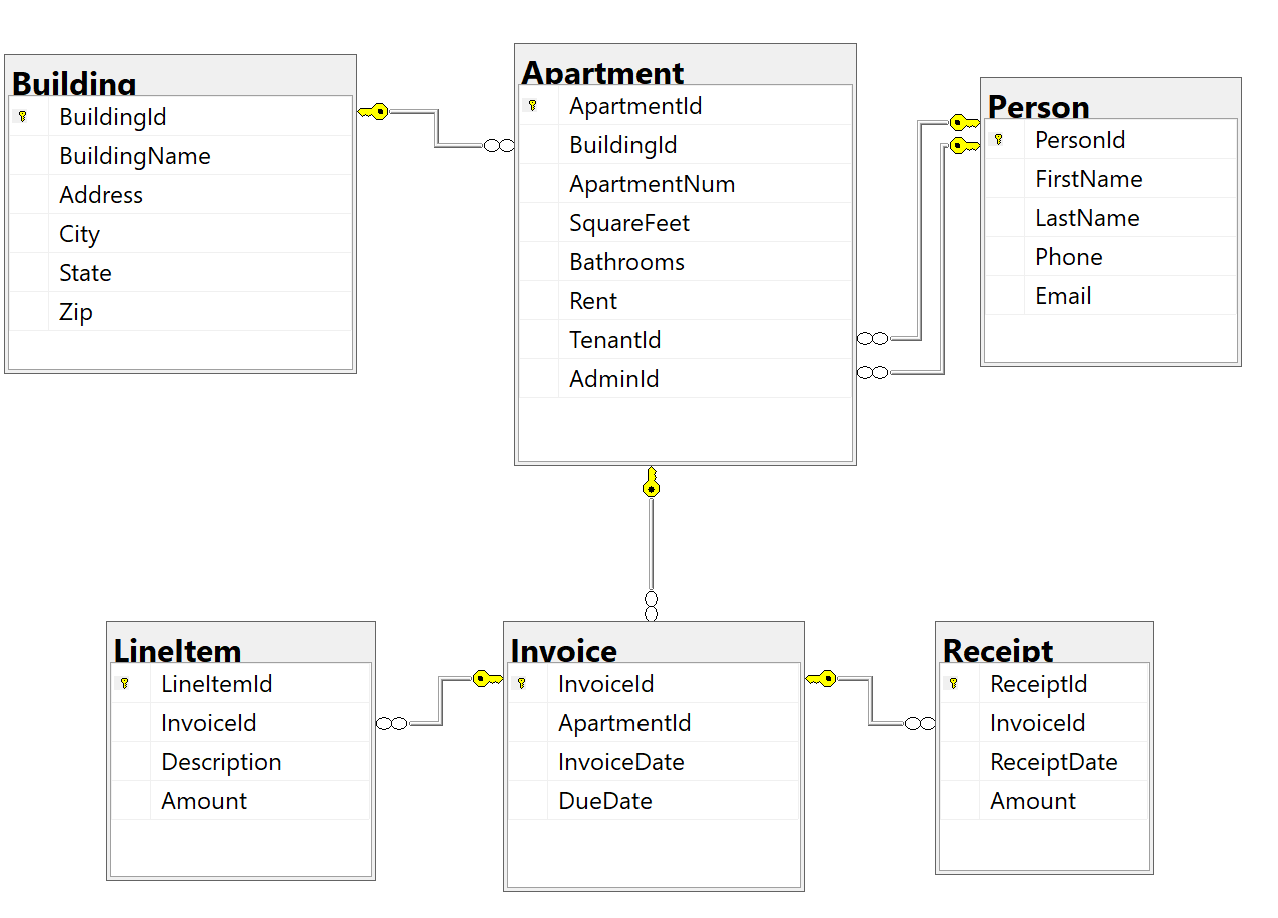 Building
BuildingId
BuildingName
Address
City
State
Zip
Apartment
ApartmentId
BuildingId
ApartmentNum
SquareFeet
Bathrooms
Rent
TenantId
AdminId
Person
PersonId
FirstName
LastName
Phone
Email
LineItem
LineItemId
InvoiceId
Description
Amount
Invoice
InvoiceId
ApartmentId
InvoiceDate
DueDate
Receipt
ReceiptId
InvoiceId
ReceiptDate
Amount